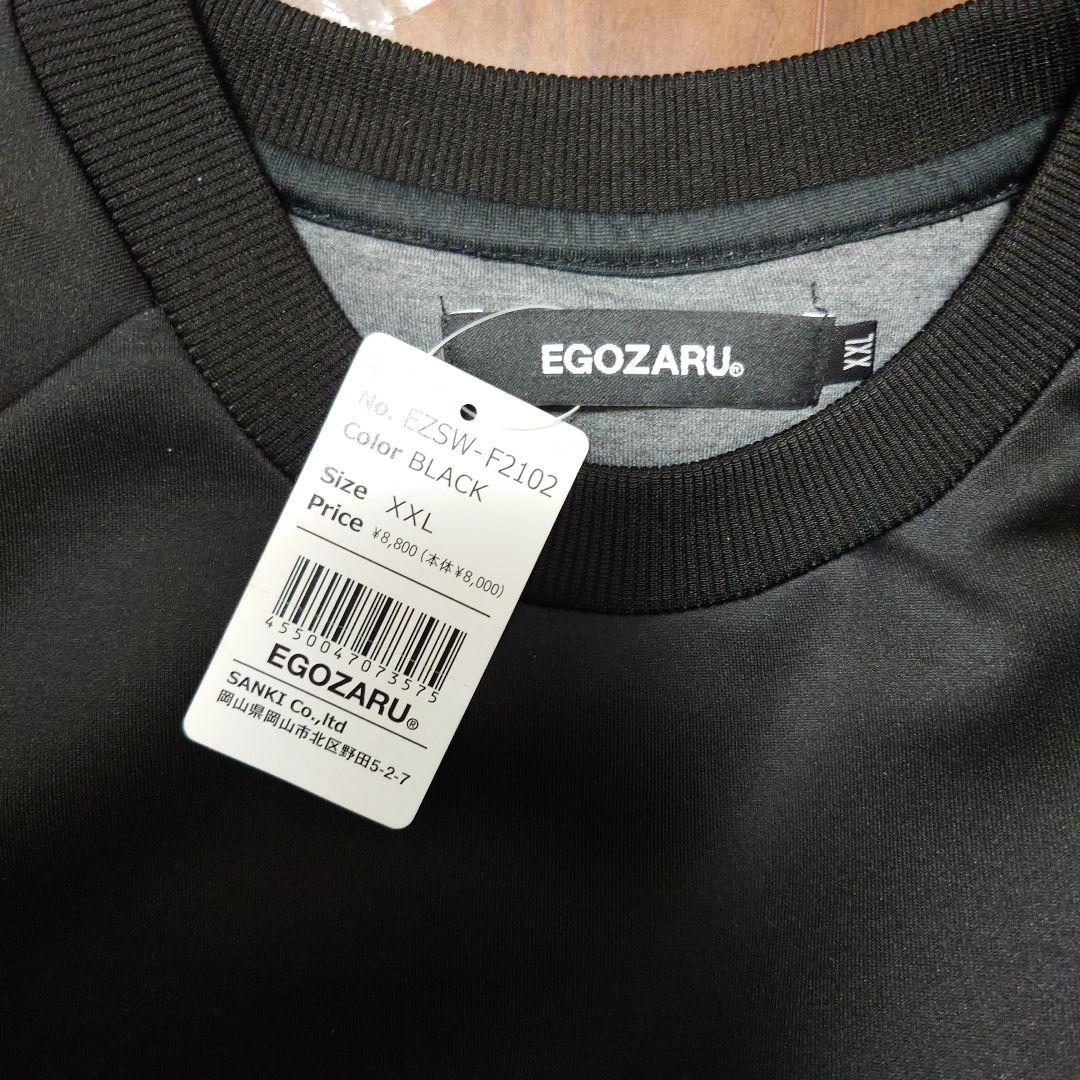 EGOZARU®
XXL
No. EZSW-F2102
Color BLACK
Size XXL
Price ¥8,800 (本体¥8,000)
4550047073575
EGOZARU®
SANKI Co.,ltd
岡山県岡山市北区野田5-2-7